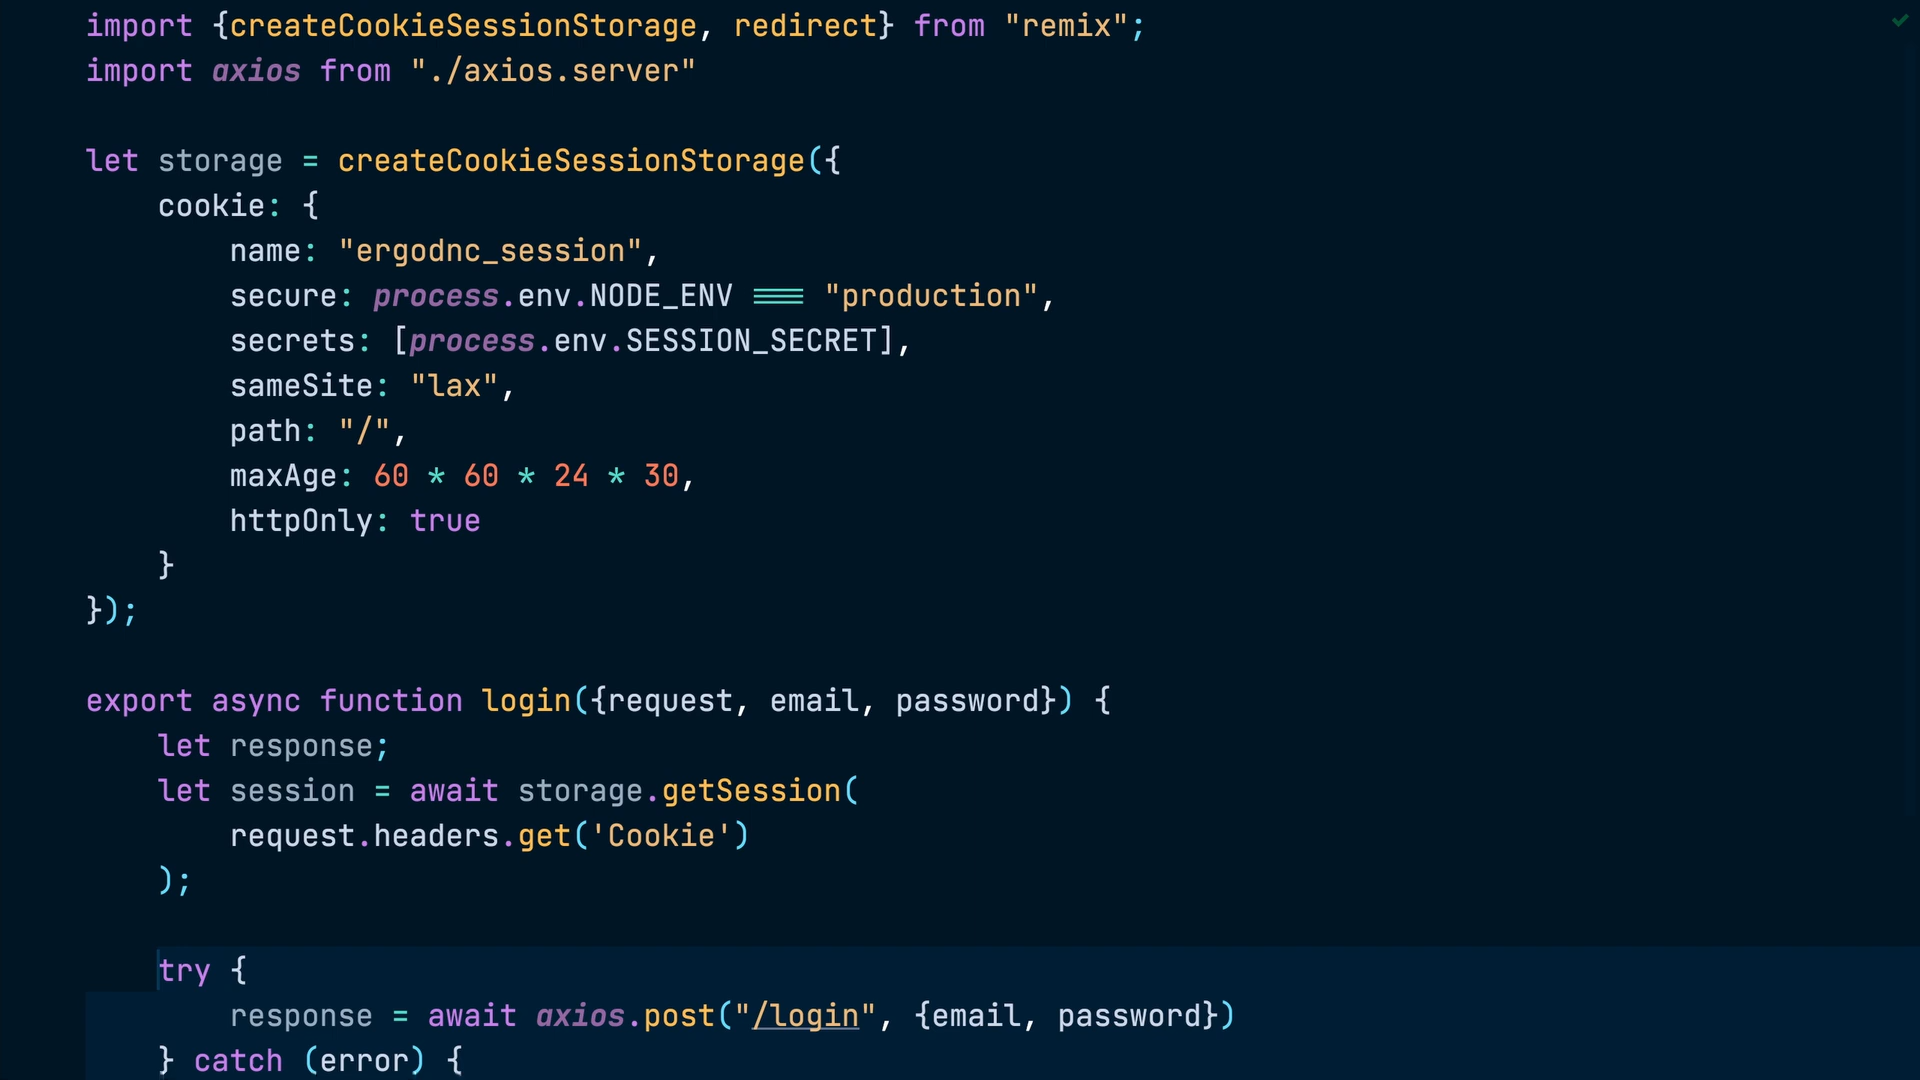 import {createCookieSessionStorage, redirect} from "remix";
import axios from "./axios.server"
let storage = createCookieSessionStorage({
cookie: {
name: "ergodnc_session",
secure: process.env.NODE_ENV === "production",
secrets: [process.env.SESSION_SECRET],
sameSite: "lax",
path: "/",
maxAge: 60 * 60 * 24 * 30,
httpOnly: true
}
});
export async function login({request, email, password}) {
let response;
let session = await storage.getSession(
request.headers.get('Cookie')
);
try {
response = await axios.post("/login", {email, password})
} catch (error) {